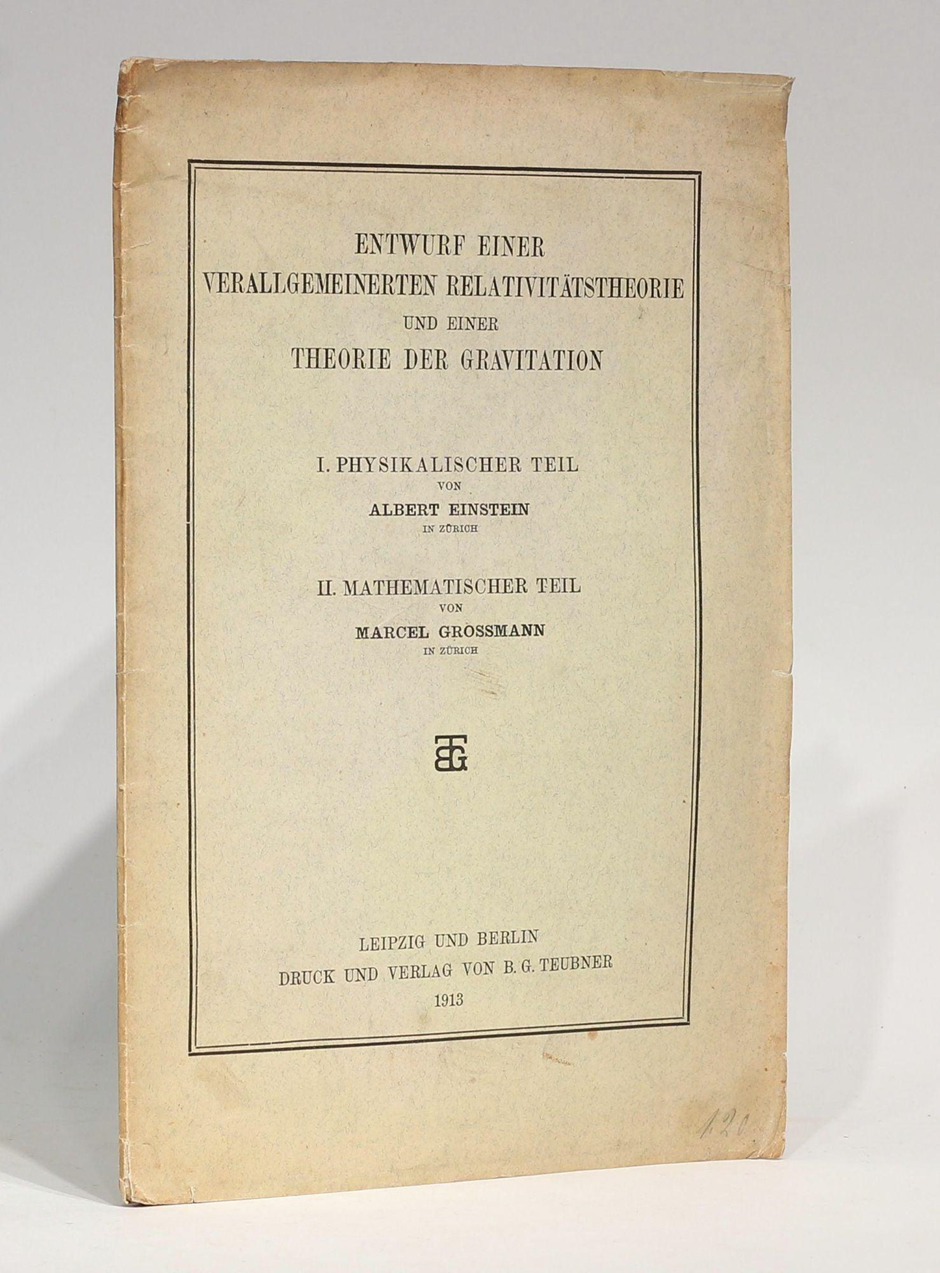 ENTWURF EINER
VERALLGEMEINERTEN RELATIVITÄTSTHEORIE
UND EINER
THEORIE DER GRAVITATION
I. PHYSIKALISCHER TEIL
VON
ALBERT EINSTEIN
IN ZÜRICH
II. MATHEMATISCHER TEIL
VON
MARCEL GROSSMANN
IN ZÜRICH
BTG
LEIPZIG UND BERLIN
DRUCK UND VERLAG VON B. G. TEUBNER
1913